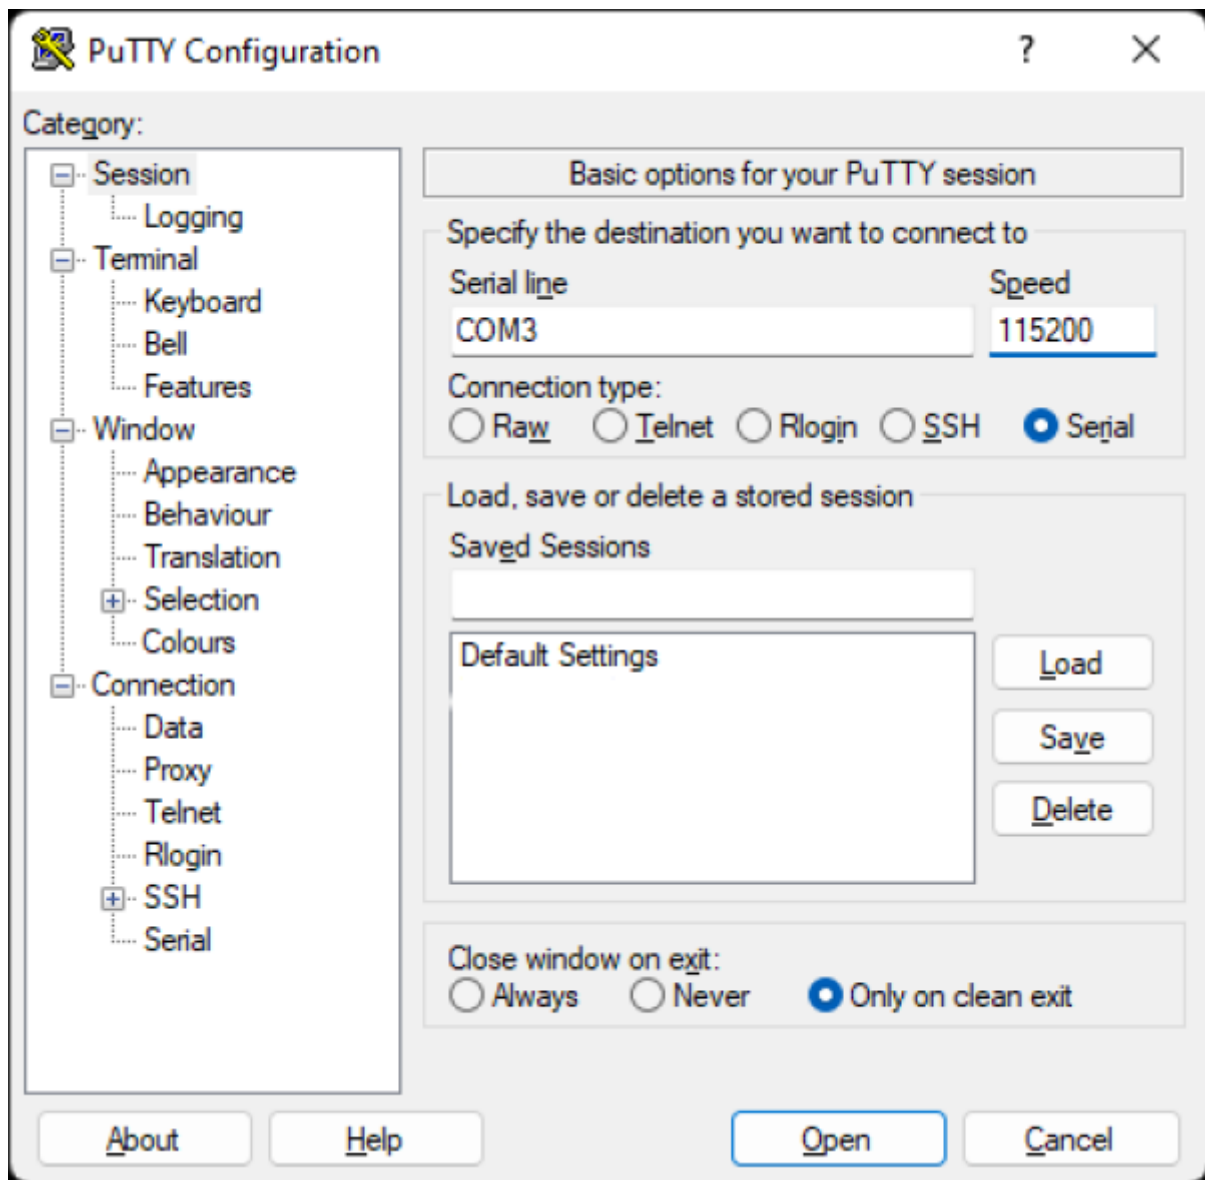 PuTTY Configuration
?
Category:
Session
Logging
Terminal
Keyboard
Bell
Features
Window
Appearance
Behaviour
Translation
Selection
Colours
Connection
Data
Proxy
Telnet
Rlogin
SSH
Serial
Basic options for your PuTTY session
Specify the destination you want to connect to
Serial line Speed
COM3 115200
Connection type:
Raw Telnet Rlogin SSH Serial
Load, save or delete a stored session
Saved Sessions
Default Settings
Load
Save
Delete
Close window on exit:
Always Never Only on clean exit
About Help Open Cancel